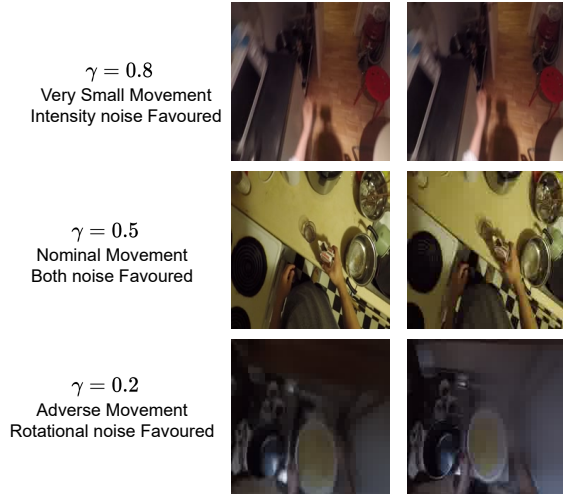 γ = 0.8
Very Small Movement
Intensity noise Favoured
γ = 0.5
Nominal Movement
Both noise Favoured
γ = 0.2
Adverse Movement
Rotational noise Favoured